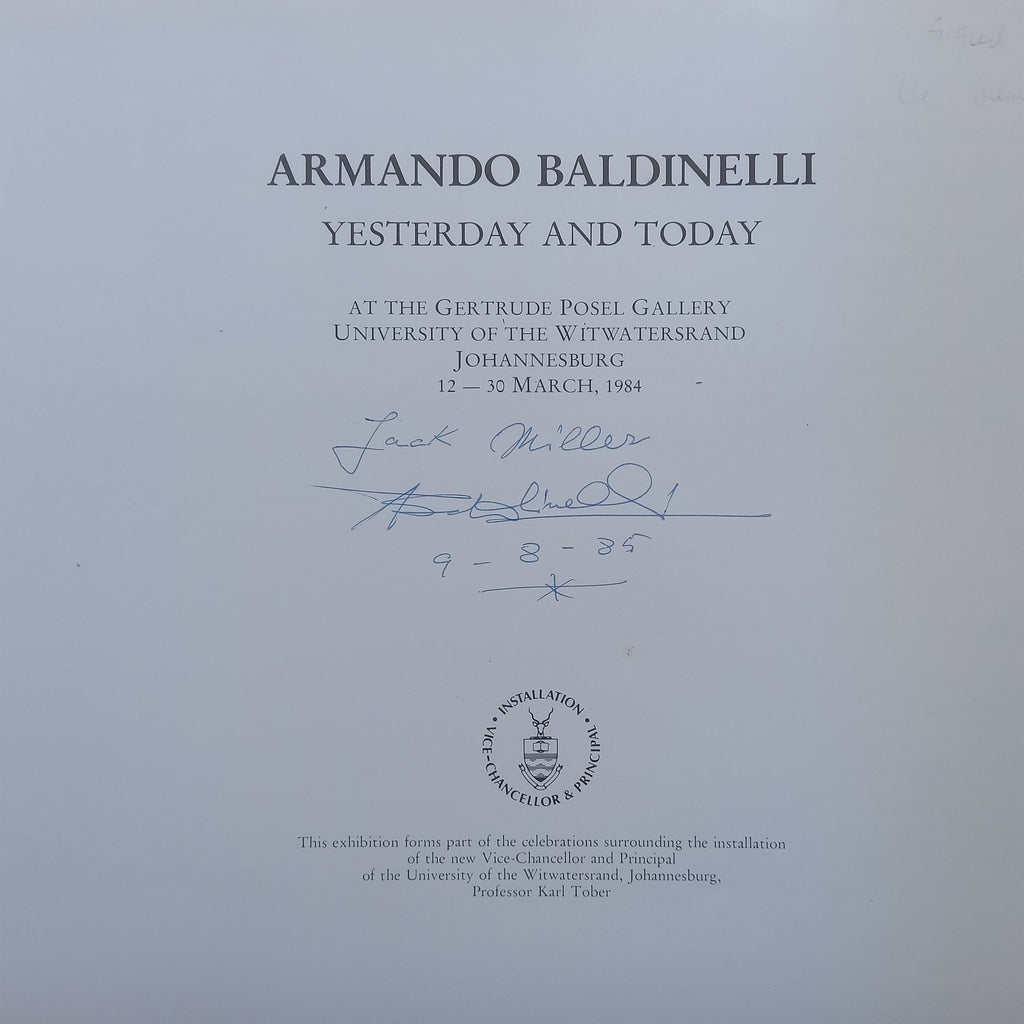 Signed
ARMANDO BALDINELLI
YESTERDAY AND TODAY
AT THE GERTRUDE POSEL GALLERY
UNIVERSITY OF THE WITWATERSRAND
JOHANNESBURG
12 — 30 MARCH, 1984
Jack Miller
ABaldinelli
9 - 8 - 85
• INSTALLATION •
VICE-CHANCELLOR & PRINCIPAL
This exhibition forms part of the celebrations surrounding the installation
of the new Vice-Chancellor and Principal
of the University of the Witwatersrand, Johannesburg,
Professor Karl Tober